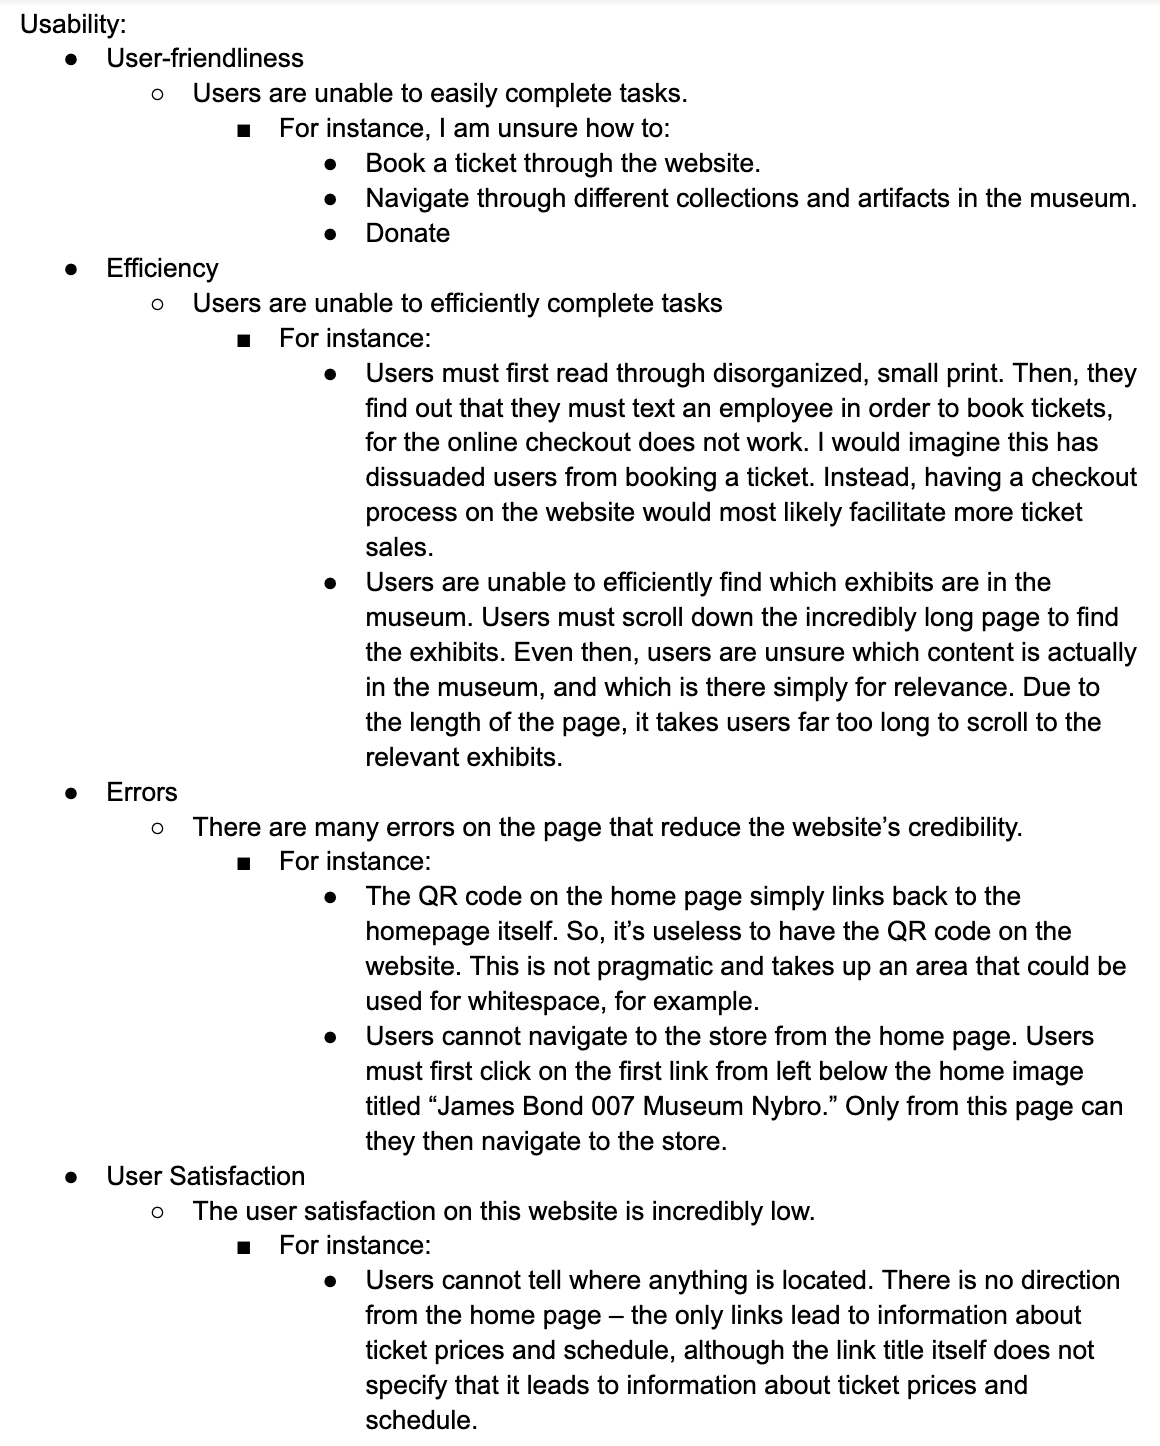 Usability:
● User-friendliness
○ Users are unable to easily complete tasks.
■ For instance, I am unsure how to:
● Book a ticket through the website.
● Navigate through different collections and artifacts in the museum.
● Donate
● Efficiency
○ Users are unable to efficiently complete tasks
■ For instance:
● Users must first read through disorganized, small print. Then, they
find out that they must text an employee in order to book tickets,
for the online checkout does not work. I would imagine this has
dissuaded users from booking a ticket. Instead, having a checkout
process on the website would most likely facilitate more ticket
sales.
● Users are unable to efficiently find which exhibits are in the
museum. Users must scroll down the incredibly long page to find
the exhibits. Even then, users are unsure which content is actually
in the museum, and which is there simply for relevance. Due to
the length of the page, it takes users far too long to scroll to the
relevant exhibits.
● Errors
○ There are many errors on the page that reduce the website’s credibility.
■ For instance:
● The QR code on the home page simply links back to the
homepage itself. So, it’s useless to have the QR code on the
website. This is not pragmatic and takes up an area that could be
used for whitespace, for example.
● Users cannot navigate to the store from the home page. Users
must first click on the first link from left below the home image
titled “James Bond 007 Museum Nybro.” Only from this page can
they then navigate to the store.
● User Satisfaction
○ The user satisfaction on this website is incredibly low.
■ For instance:
● Users cannot tell where anything is located. There is no direction
from the home page – the only links lead to information about
ticket prices and schedule, although the link title itself does not
specify that it leads to information about ticket prices and
schedule.